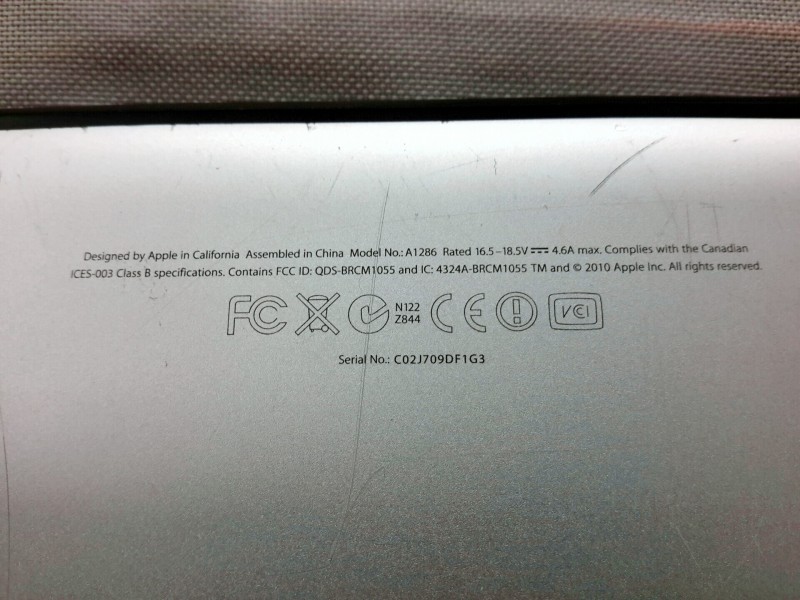 Designed by Apple in California Assembled in China Model No.: A1286 Rated 16.5-18.5V⎓ 4.6A max. Complies with the Canadian
ICES-003 Class B specifications. Contains FCC ID: QDS-BRCM1055 and IC: 4324A-BRCM1055 TM and © 2010 Apple Inc. All rights reserved.
FC N122 CE VCI
Z844
Serial No.: C02J709DF1G3